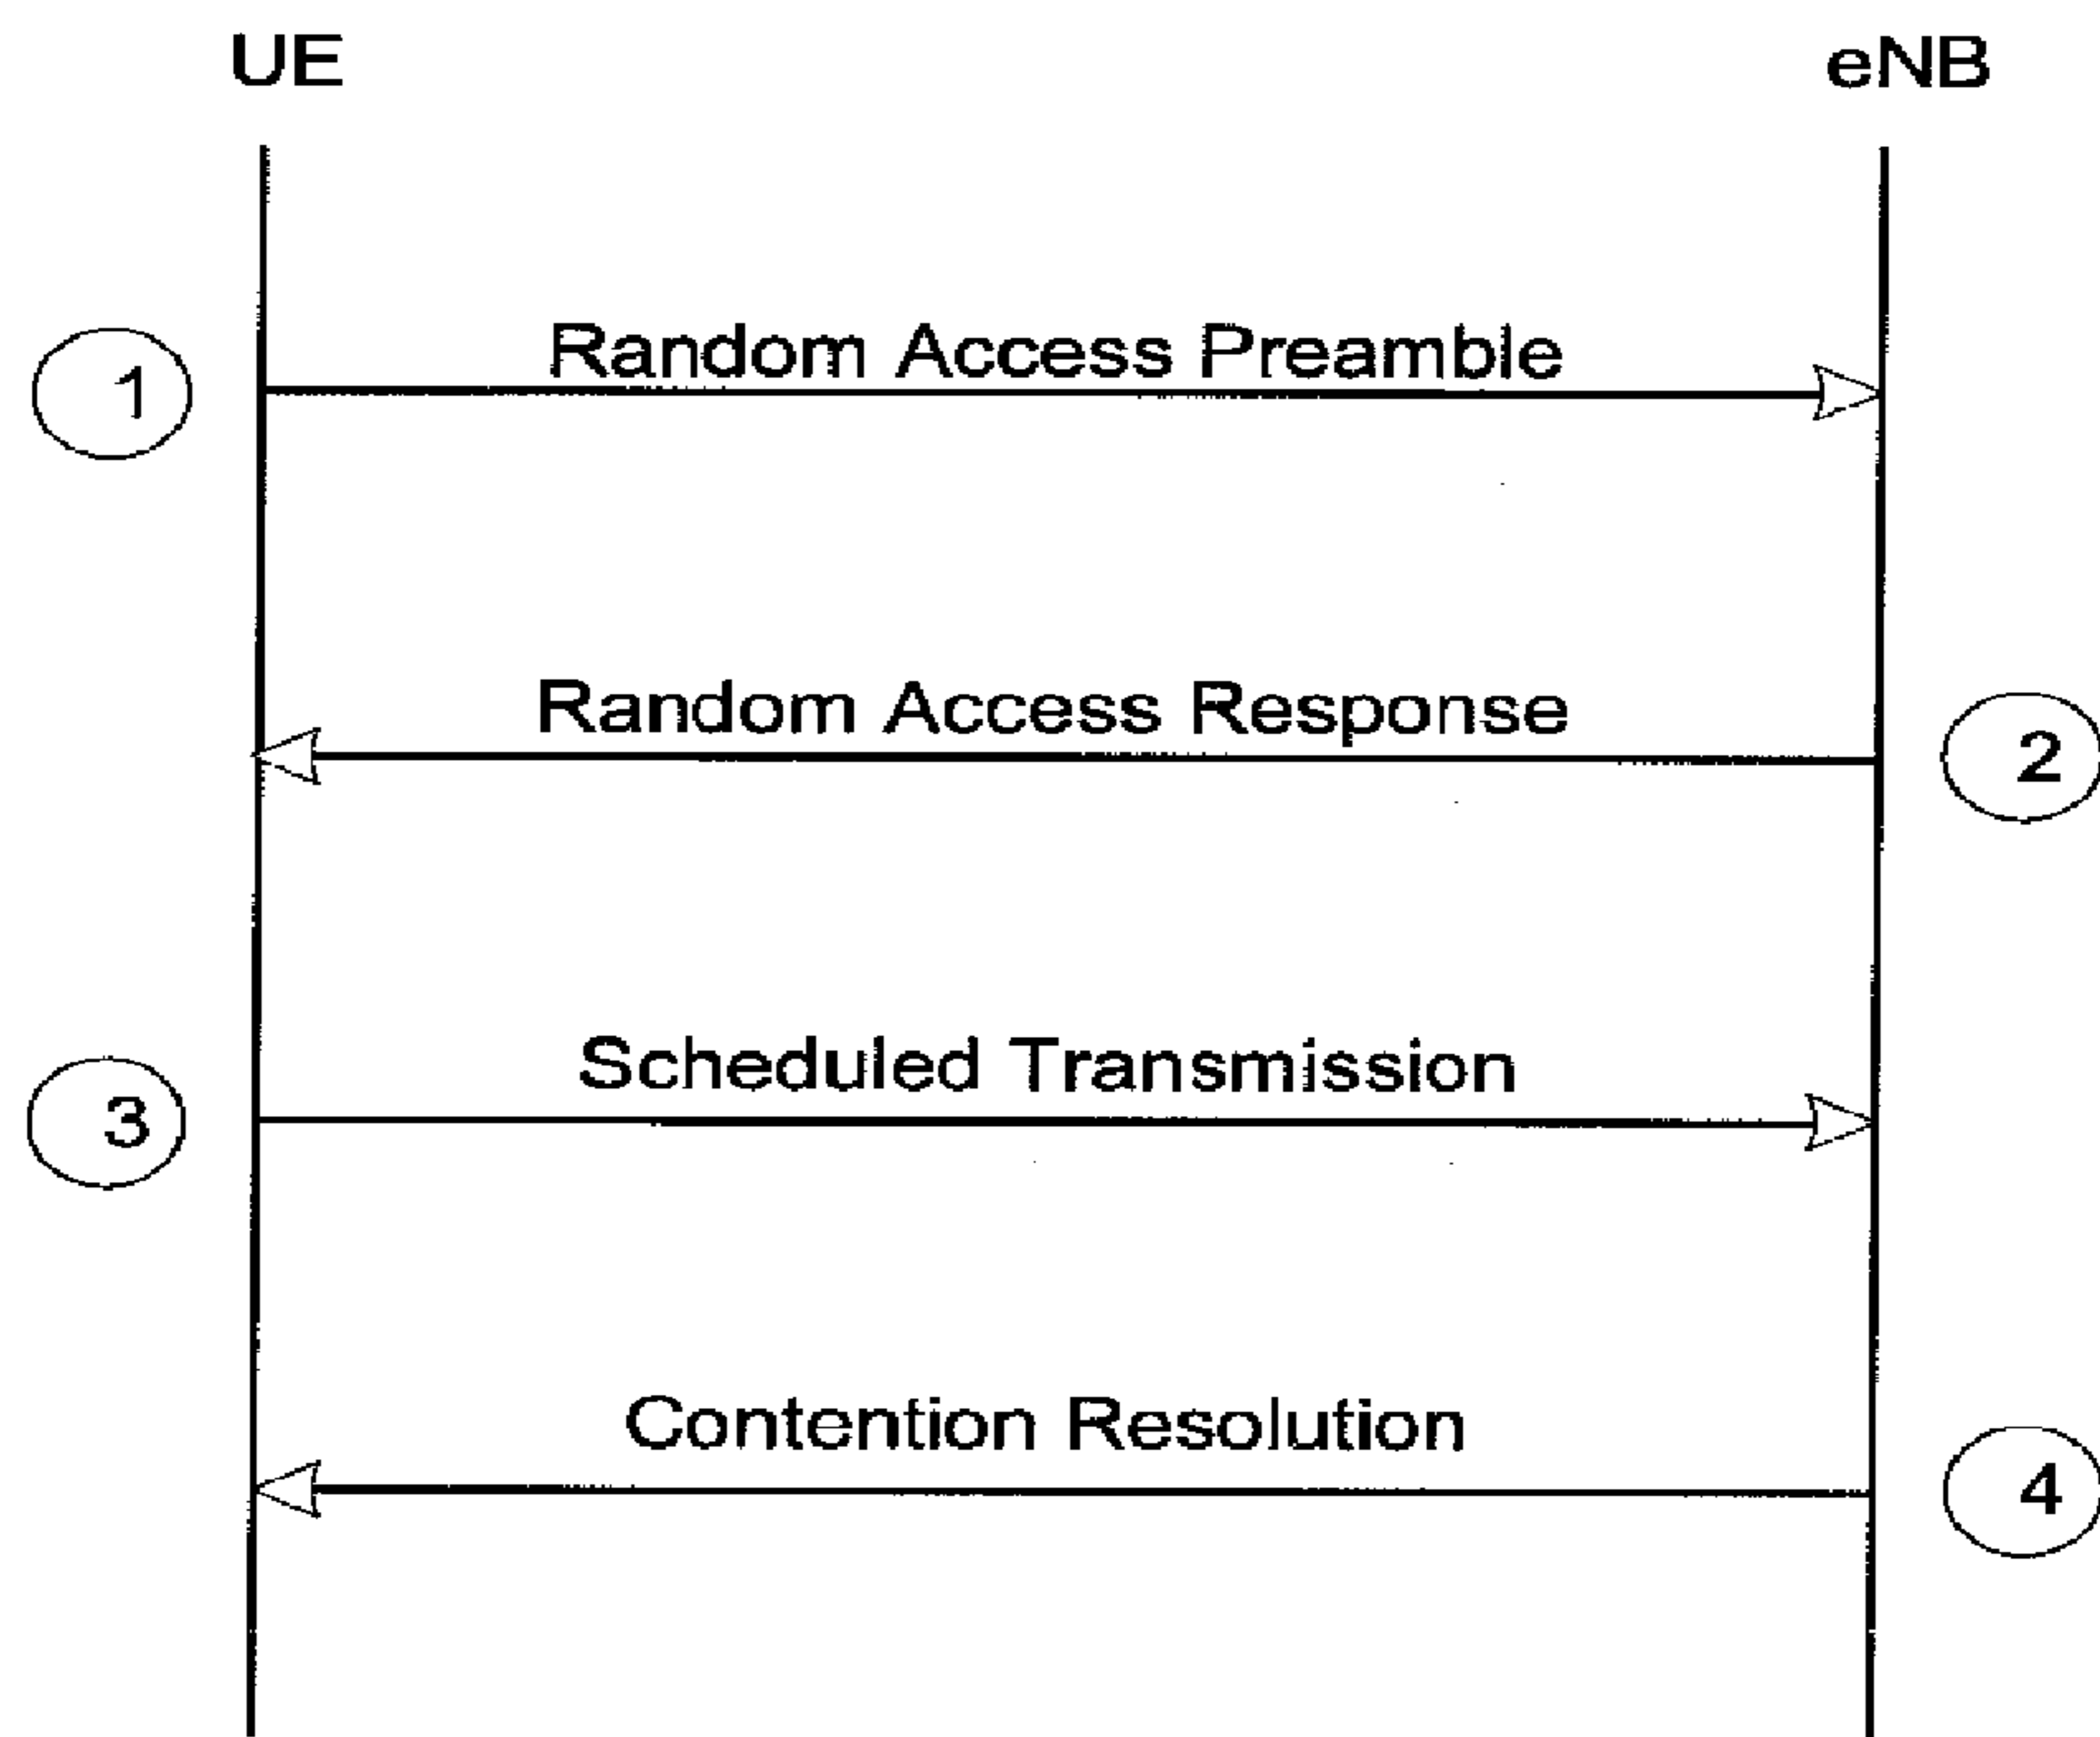 UE eNB
Random Access Preamble
1
Random Access Response
2
Scheduled Transmission
3
Contention Resolution
4